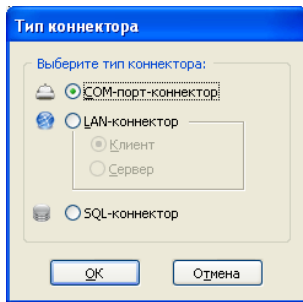 Тип коннектора
Выберите тип коннектора:
COM-порт-коннектор
LAN-коннектор
Клиент
Сервер
SQL-коннектор
OK
Отмена